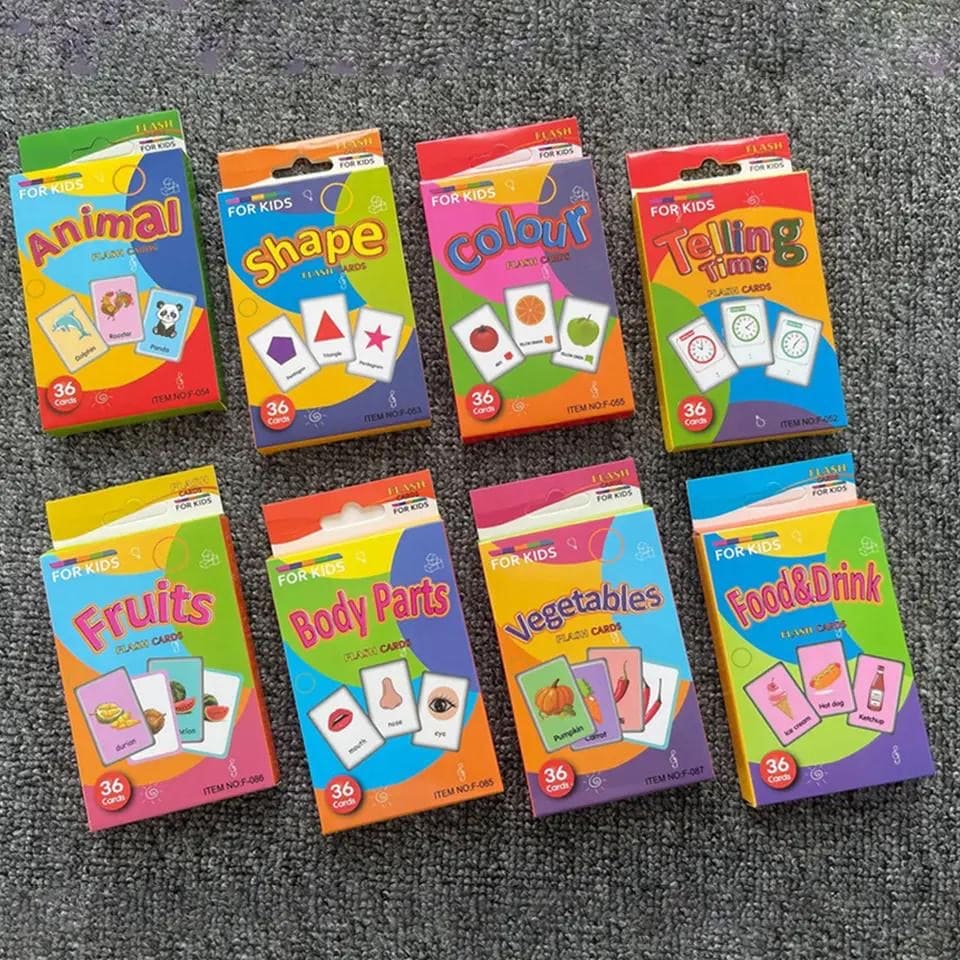 FLASH
FOR KIDS
FOR KIDS
Animal
FLASH CARDS
Dolphin
Rooster
Panda
36
Cards
ITEM NO:F-054
FLASH
FOR KIDS
FOR KIDS
Shape
FLASH CARDS
Pentagon
Triangle
Pentagram
36
Cards
ITEM NO:F-053
FLASH
FOR KIDS
FOR KIDS
Colour
FLASH CARDS
36
Cards
ITEM NO:F-055
FLASH
FOR KIDS
FOR KIDS
Telling
Time
FLASH CARDS
36
Cards
ITEM NO:F-052
FLASH
CARDS
FOR KIDS
FOR KIDS
Fruits
FLASH CARDS
durian
36
Cards
ITEM NO:F-086
FLASH
CARDS
FOR KIDS
FOR KIDS
Body Parts
FLASH CARDS
mouth
nose
eye
36
Cards
ITEM NO:F-085
FLASH
CARDS
FOR KIDS
FOR KIDS
Vegetables
FLASH CARDS
Pumpkin
Carrot
36
Cards
ITEM NO:F-087
FLASH
CARDS
FOR KIDS
FOR KIDS
Food&Drink
FLASH CARDS
Ice cream
Hot dog
Ketchup
36
Cards